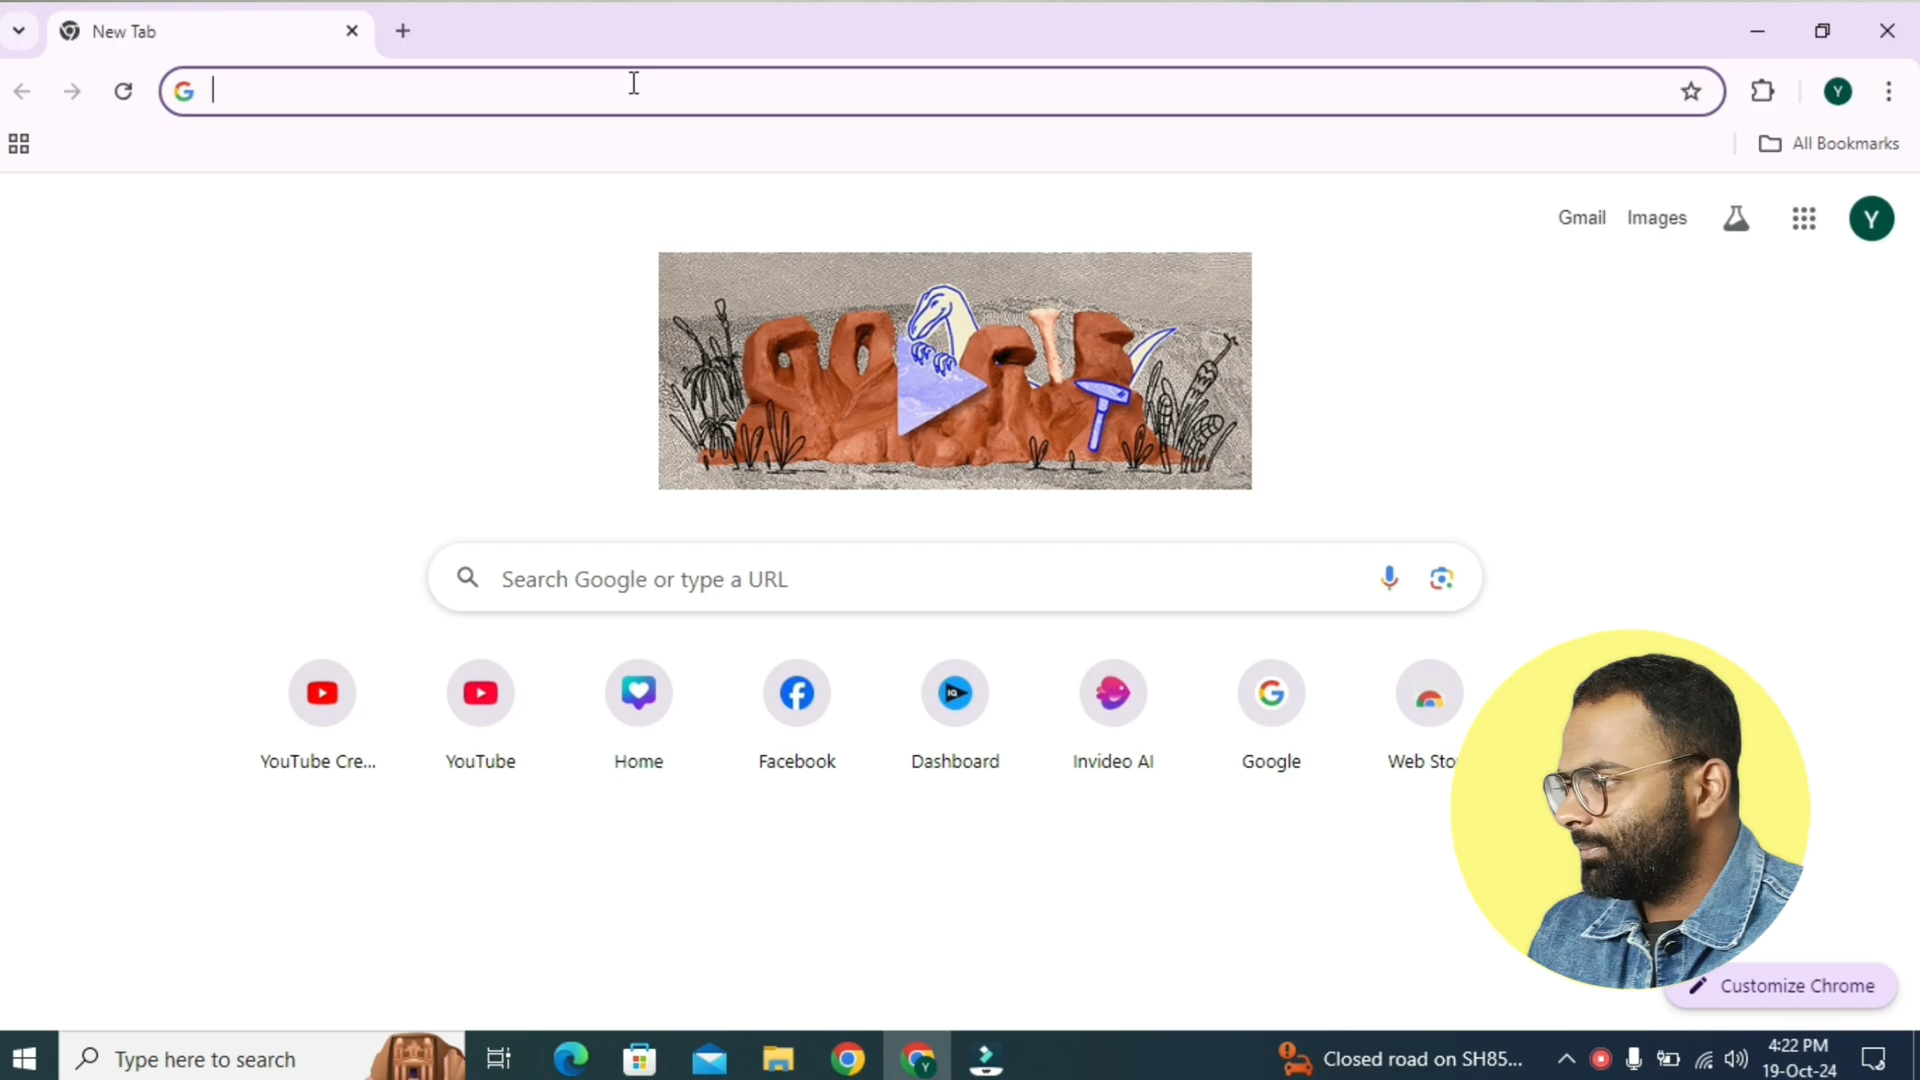 New Tab
All Bookmarks
Y
Gmail Images
Y
GOOGLE
Search Google or type a URL
YouTube Cre... YouTube Home Facebook Dashboard Invideo AI Google Web Sto
IQ
Customize Chrome
Type here to search
Y
Closed road on SH85...
4:22 PM
19-Oct-24